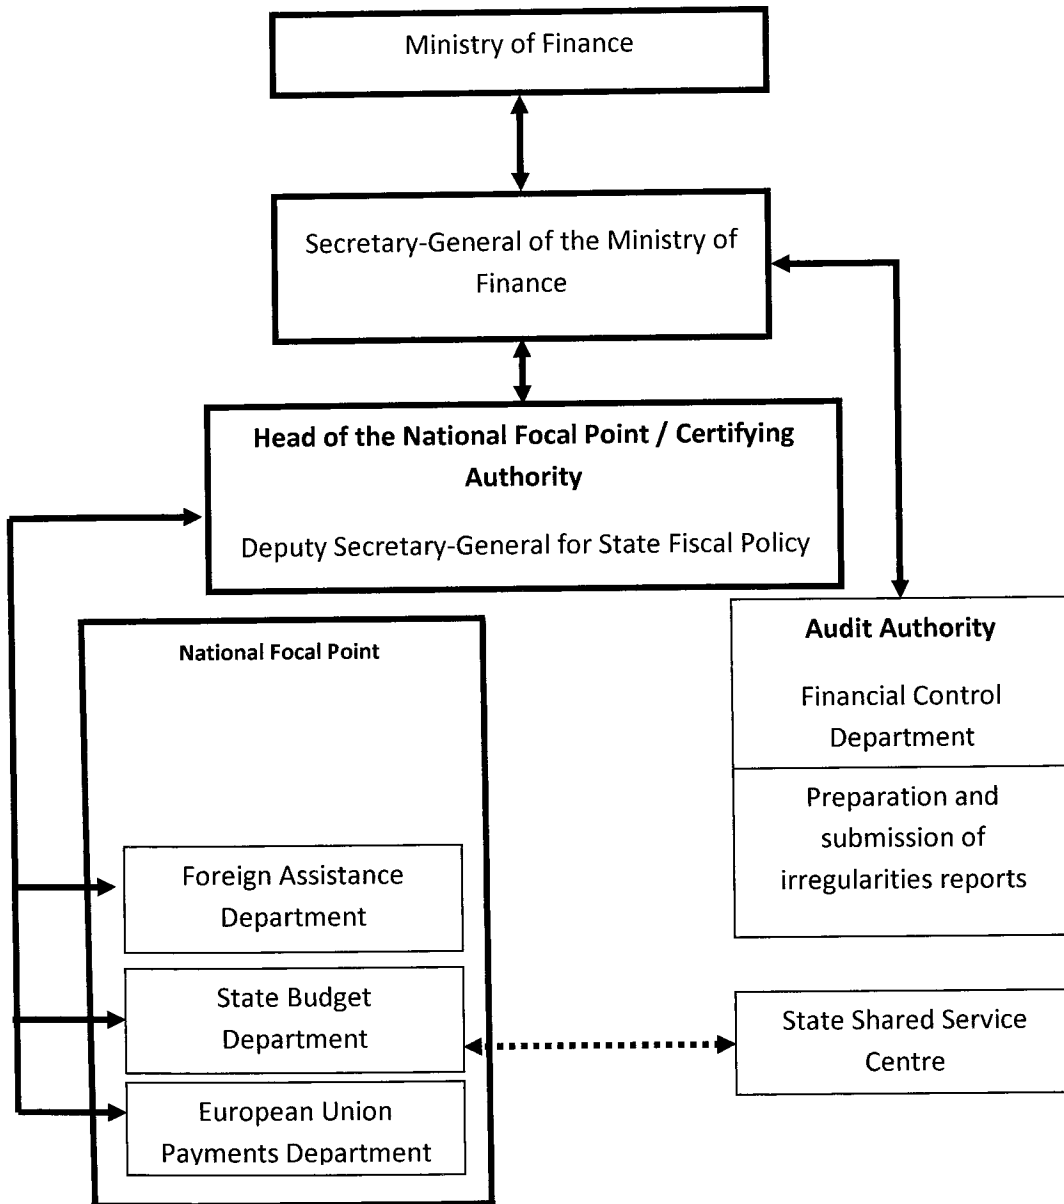 Ministry of Finance
Secretary-General of the Ministry of
Finance
Head of the National Focal Point / Certifying
Authority
Deputy Secretary-General for State Fiscal Policy
National Focal Point
Foreign Assistance
Department
State Budget
Department
European Union
Payments Department
Audit Authority
Financial Control
Department
Preparation and
submission of
irregularities reports
State Shared Service
Centre